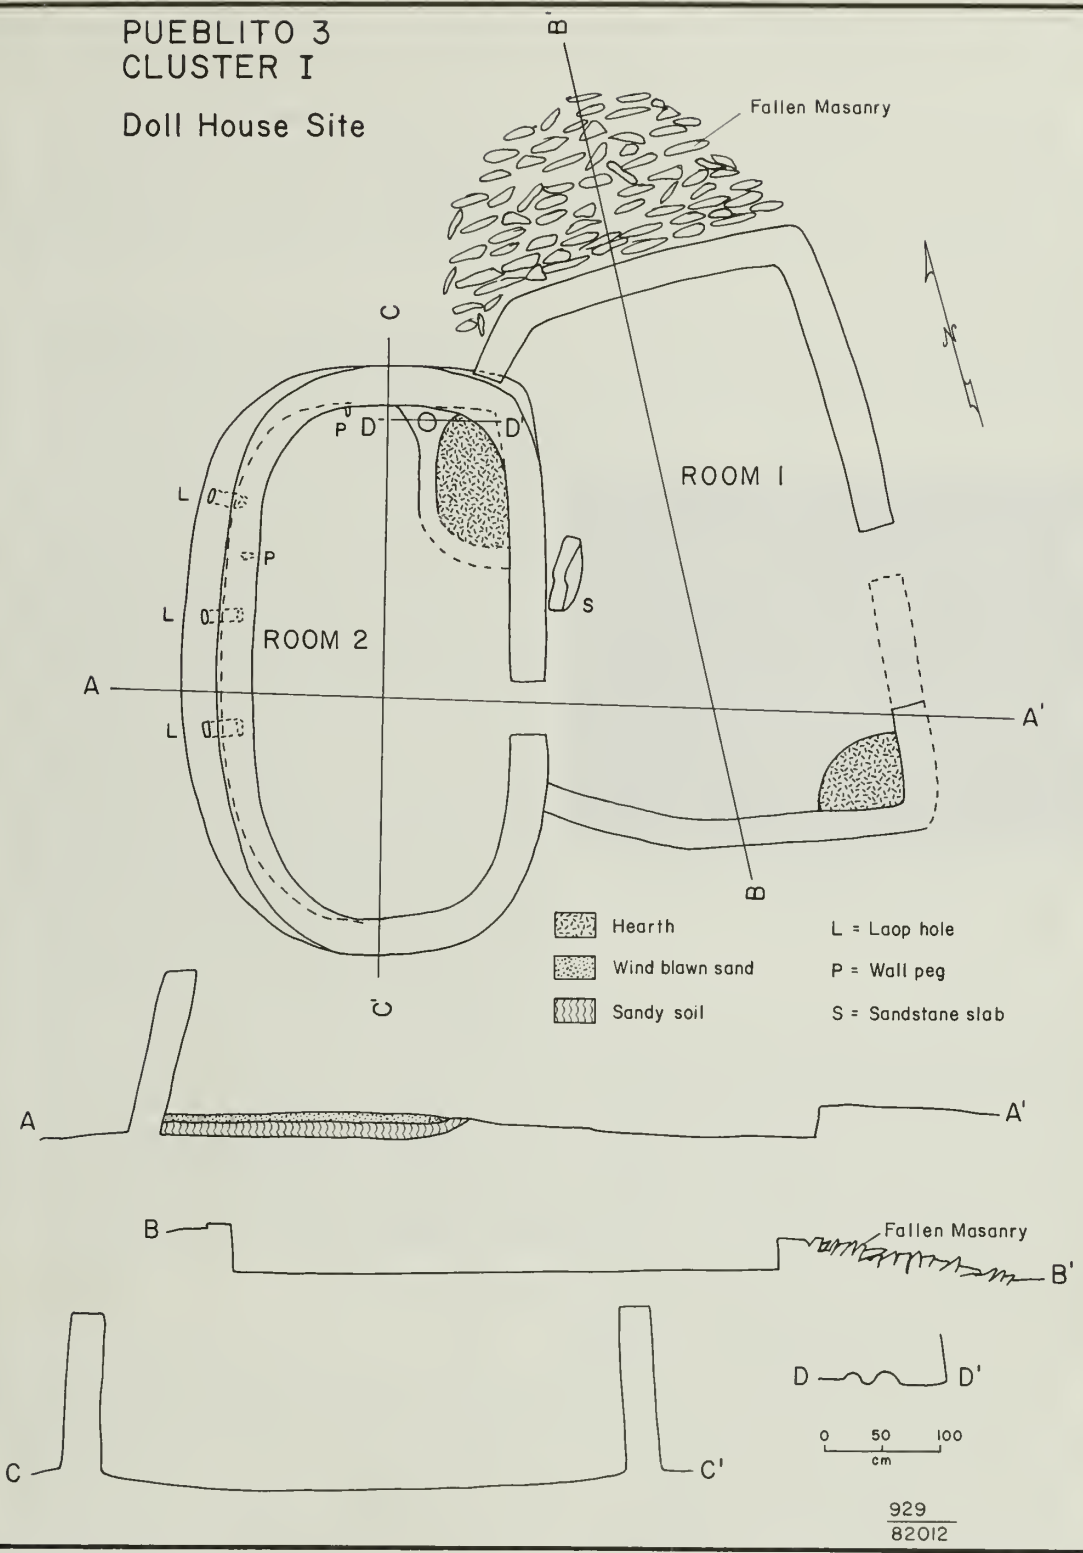 PUEBLITO 3
CLUSTER I
Doll House Site
B'
Fallen Masanry
C
N
P D D'
ROOM 1
L
P
S
L
ROOM 2
A
A'
L
B
Hearth
L = Laop hole
Wind blawn sand
P = Wall peg
C'
Sandy soil
S = Sandstane slab
A
A'
B
Fallen Masanry
B'
D D'
0 50 100
cm
C
C'
929
82012